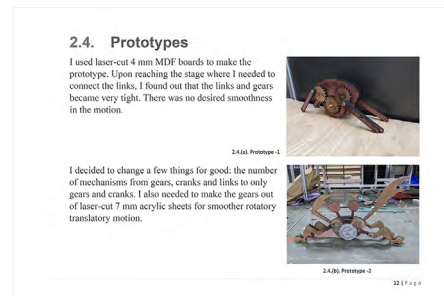 2.4. Prototypes
I used laser-cut 4 mm MDF boards to make the
prototype. Upon reaching the stage where I needed to
connect the links, I found out that the links and gears
became very tight. There was no desired smoothness
in the motion.
2.4.(a). Prototype -1
I decided to change a few things for good: the number
of mechanisms from gears, cranks and links to only
gears and cranks. I also needed to make the gears out
of laser-cut 7 mm acrylic sheets for smoother rotatory
translatory motion.
2.4.(b). Prototype -2
12 | Page